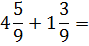 4 5/9 + 1 3/9 =